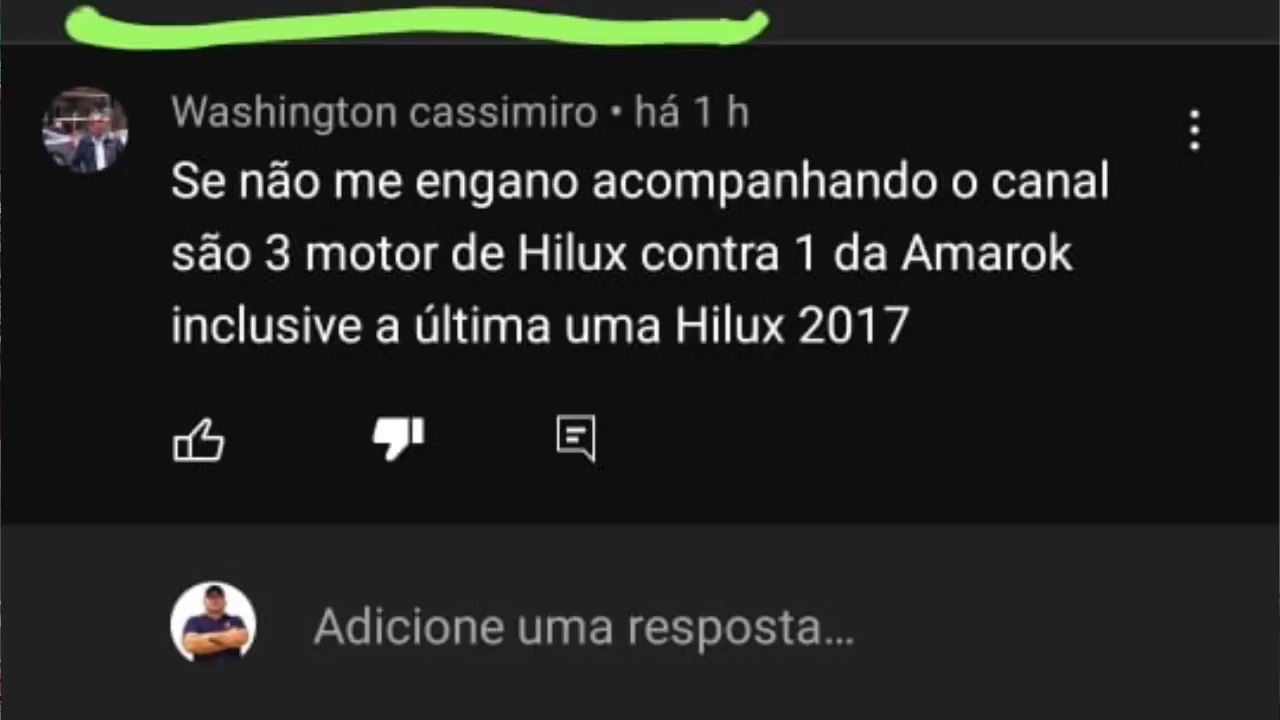 Washington cassimiro • há 1 h
Se não me engano acompanhando o canal
são 3 motor de Hilux contra 1 da Amarok
inclusive a última uma Hilux 2017
Adicione uma resposta...